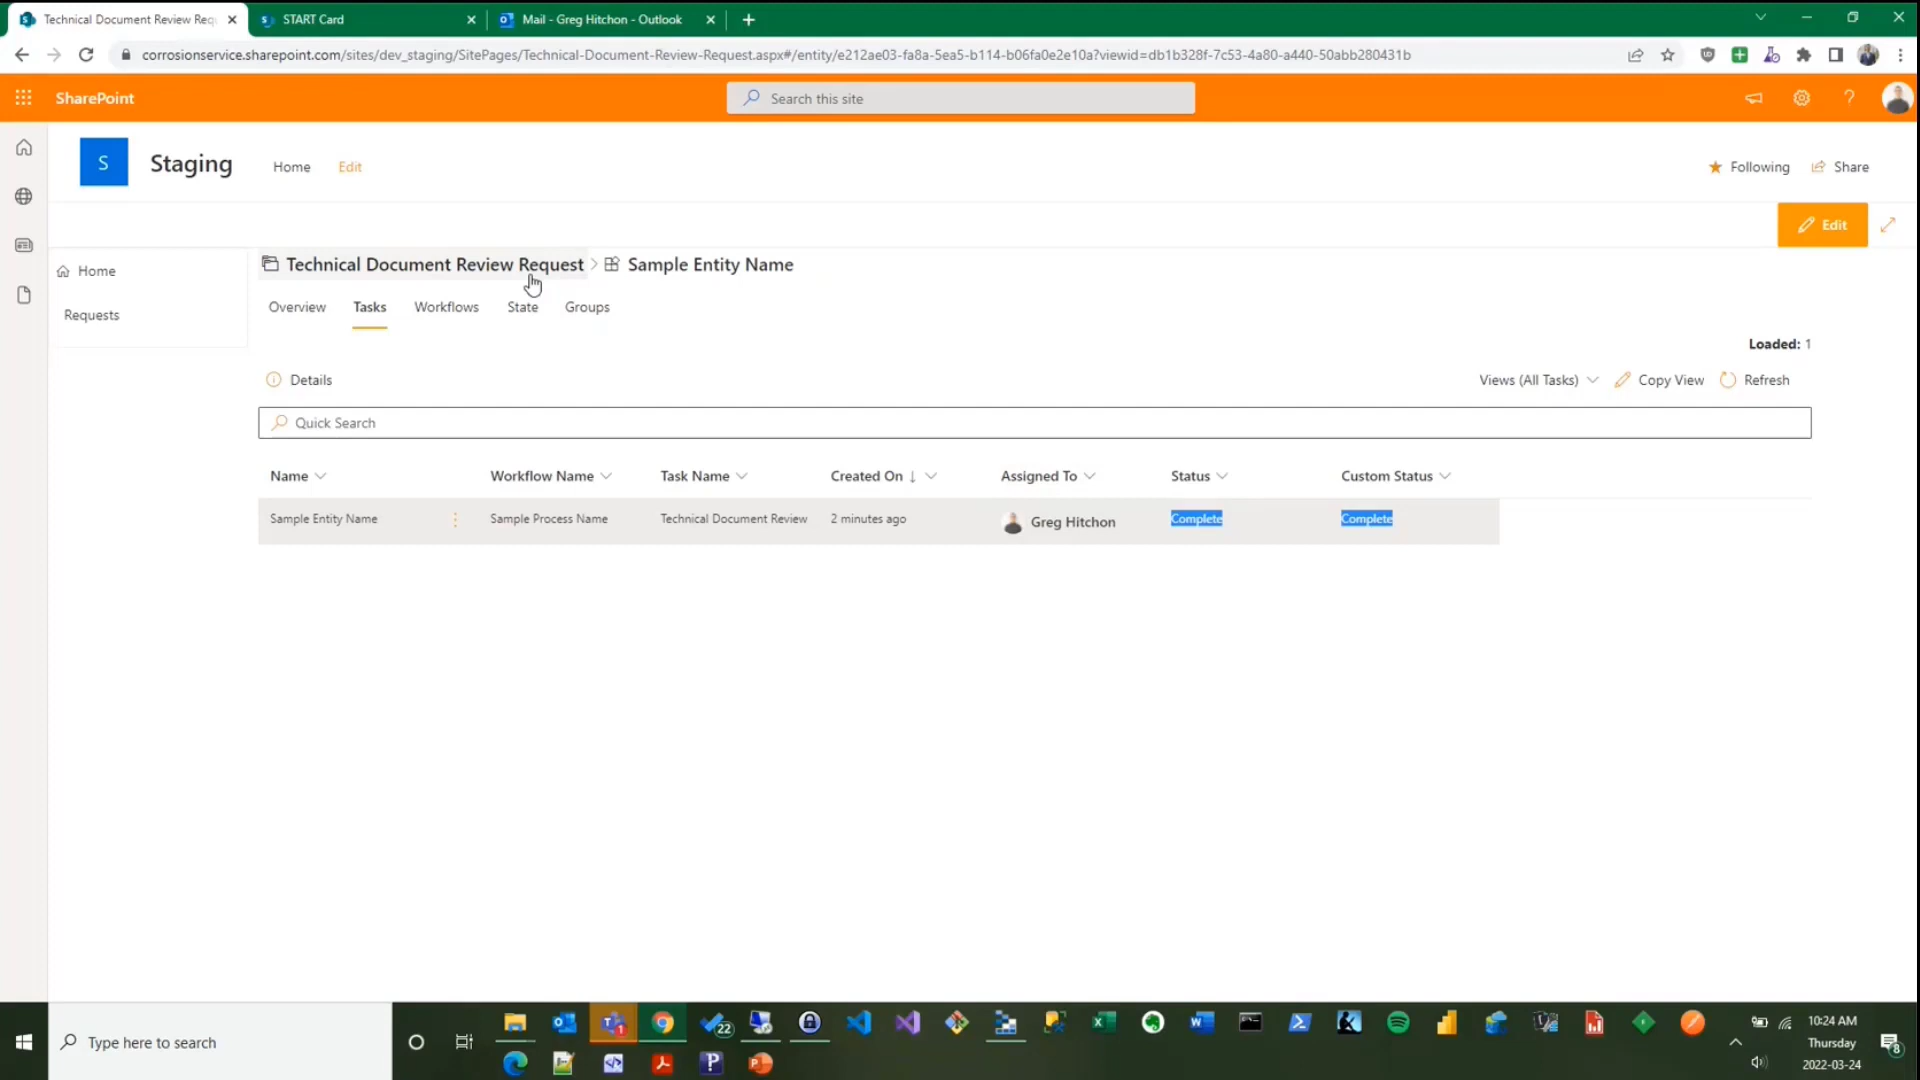 Technical Document Review Req
START Card
Mail - Greg Hitchon - Outlook
corrosionservice.sharepoint.com/sites/dev_staging/SitePages/Technical-Document-Review-Request.aspx#/entity/e212ae03-fa8a-5ea5-b114-b06fa0e2e10a?viewid=db1b328f-7c53-4a80-a440-50abb280431b
SharePoint
Search this site
S
Staging
Home
Edit
Following
Share
Edit
Home
Requests
Technical Document Review Request
Sample Entity Name
Overview
Tasks
Workflows
State
Groups
Loaded: 1
Details
Views (All Tasks)
Copy View
Refresh
Quick Search
Name
Workflow Name
Task Name
Created On
Assigned To
Status
Custom Status
Sample Entity Name
Sample Process Name
Technical Document Review
2 minutes ago
Greg Hitchon
Complete
Complete
Type here to search
22
10:24 AM
Thursday
2022-03-24
8